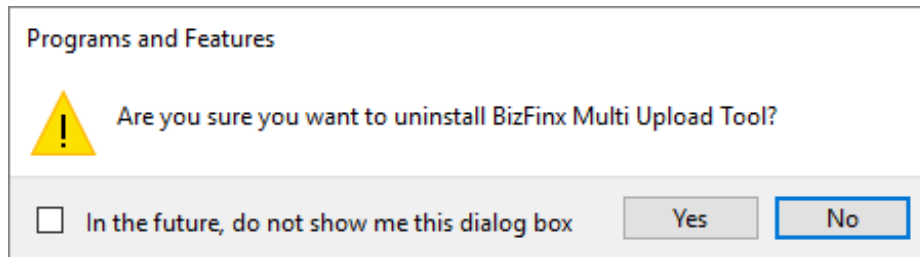 Programs and Features
Are you sure you want to uninstall BizFinx Multi Upload Tool?
In the future, do not show me this dialog box
Yes
No